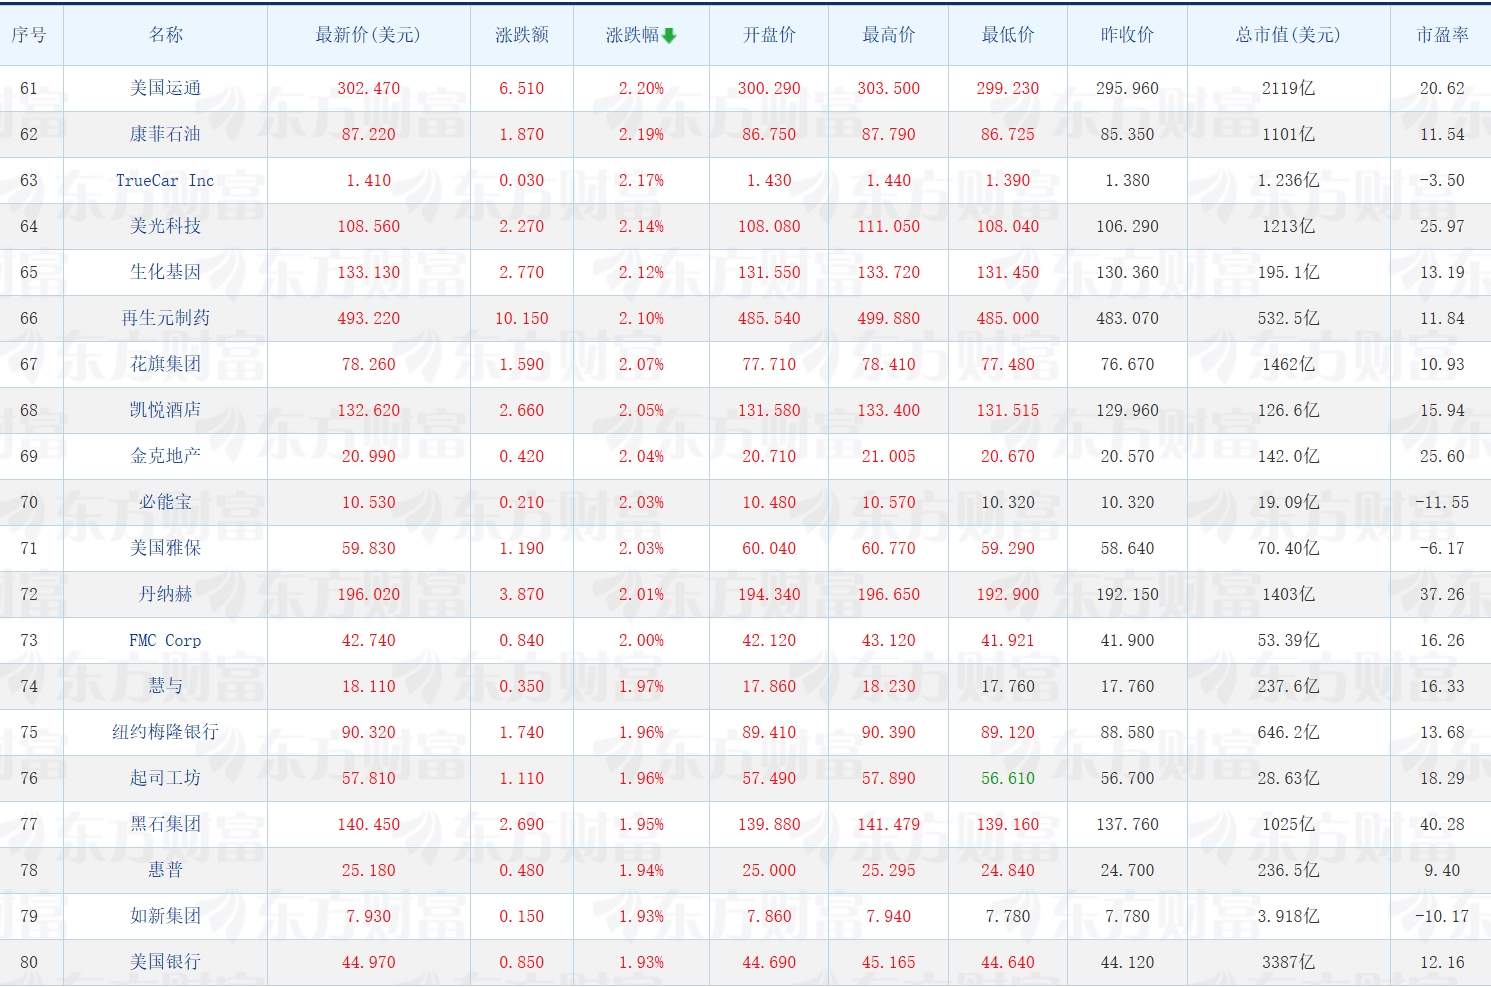 序号 名称 最新价(美元) 涨跌额 涨跌幅 开盘价 最高价 最低价 昨收价 总市值(美元) 市盈率
61 美国运通 302.470 6.510 2.20% 300.290 303.500 299.230 295.960 2119亿 20.62
62 康菲石油 87.220 1.870 2.19% 86.750 87.790 86.725 85.350 1101亿 11.54
63 TrueCar Inc 1.410 0.030 2.17% 1.430 1.440 1.390 1.380 1.236亿 -3.50
64 美光科技 108.560 2.270 2.14% 108.080 111.050 108.040 106.290 1213亿 25.97
65 生化基因 133.130 2.770 2.12% 131.550 133.720 131.450 130.360 195.1亿 13.19
66 再生元制药 493.220 10.150 2.10% 485.540 499.880 485.000 483.070 532.5亿 11.84
67 花旗集团 78.260 1.590 2.07% 77.710 78.410 77.480 76.670 1462亿 10.93
68 凯悦酒店 132.620 2.660 2.05% 131.580 133.400 131.515 129.960 126.6亿 15.94
69 金克地产 20.990 0.420 2.04% 20.710 21.005 20.670 20.570 142.0亿 25.60
70 必能宝 10.530 0.210 2.03% 10.480 10.570 10.320 10.320 19.09亿 -11.55
71 美国雅保 59.830 1.190 2.03% 60.040 60.770 59.290 58.640 70.40亿 -6.17
72 丹纳赫 196.020 3.870 2.01% 194.340 196.650 192.900 192.150 1403亿 37.26
73 FMC Corp 42.740 0.840 2.00% 42.120 43.120 41.921 41.900 53.39亿 16.26
74 慧与 18.110 0.350 1.97% 17.860 18.230 17.760 17.760 237.6亿 16.33
75 纽约梅隆银行 90.320 1.740 1.96% 89.410 90.390 89.120 88.580 646.2亿 13.68
76 起司工坊 57.810 1.110 1.96% 57.490 57.890 56.610 56.700 28.63亿 18.29
77 黑石集团 140.450 2.690 1.95% 139.880 141.479 139.160 137.760 1025亿 40.28
78 惠普 25.180 0.480 1.94% 25.000 25.295 24.840 24.700 236.5亿 9.40
79 如新集团 7.930 0.150 1.93% 7.860 7.940 7.780 7.780 3.918亿 -10.17
80 美国银行 44.970 0.850 1.93% 44.690 45.165 44.640 44.120 3387亿 12.16